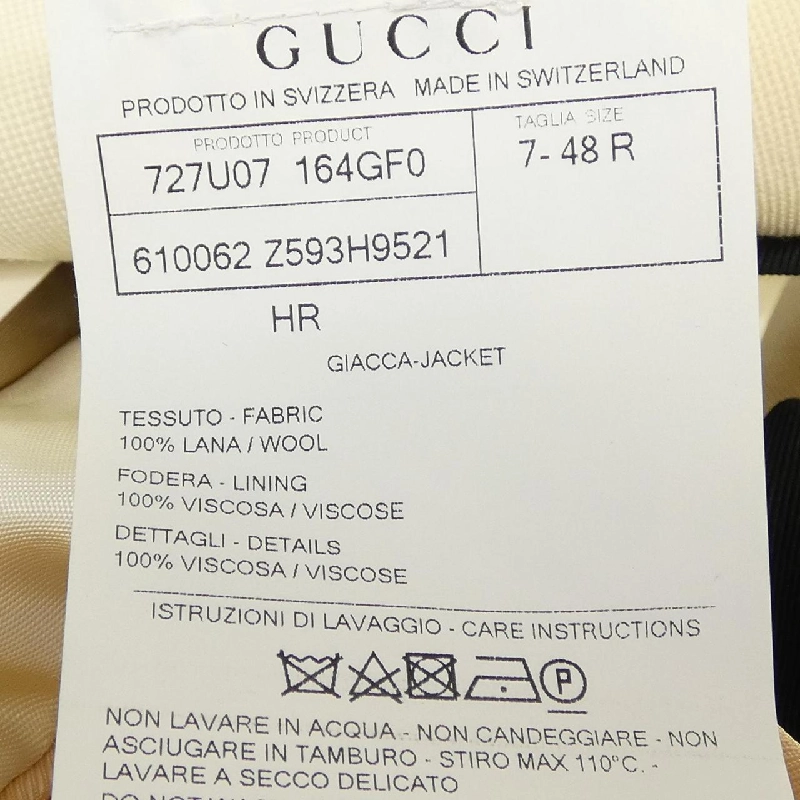 GUCCI
PRODOTTO IN SVIZZERA MADE IN SWITZERLAND
PRODOTTO PRODUCT
727U07 164GF0
TAGLIA SIZE
7- 48 R
610062 Z593H9521
HR
GIACCA-JACKET
TESSUTO - FABRIC
100% LANA / WOOL
FODERA - LINING
100% VISCOSA / VISCOSE
DETTAGLI - DETAILS
100% VISCOSA / VISCOSE
ISTRUZIONI DI LAVAGGIO - CARE INSTRUCTIONS
P
NON LAVARE IN ACQUA - NON CANDEGGIARE - NON
ASCIUGARE IN TAMBURO - STIRO MAX 110°C. -
LAVARE A SECCO DELICATO